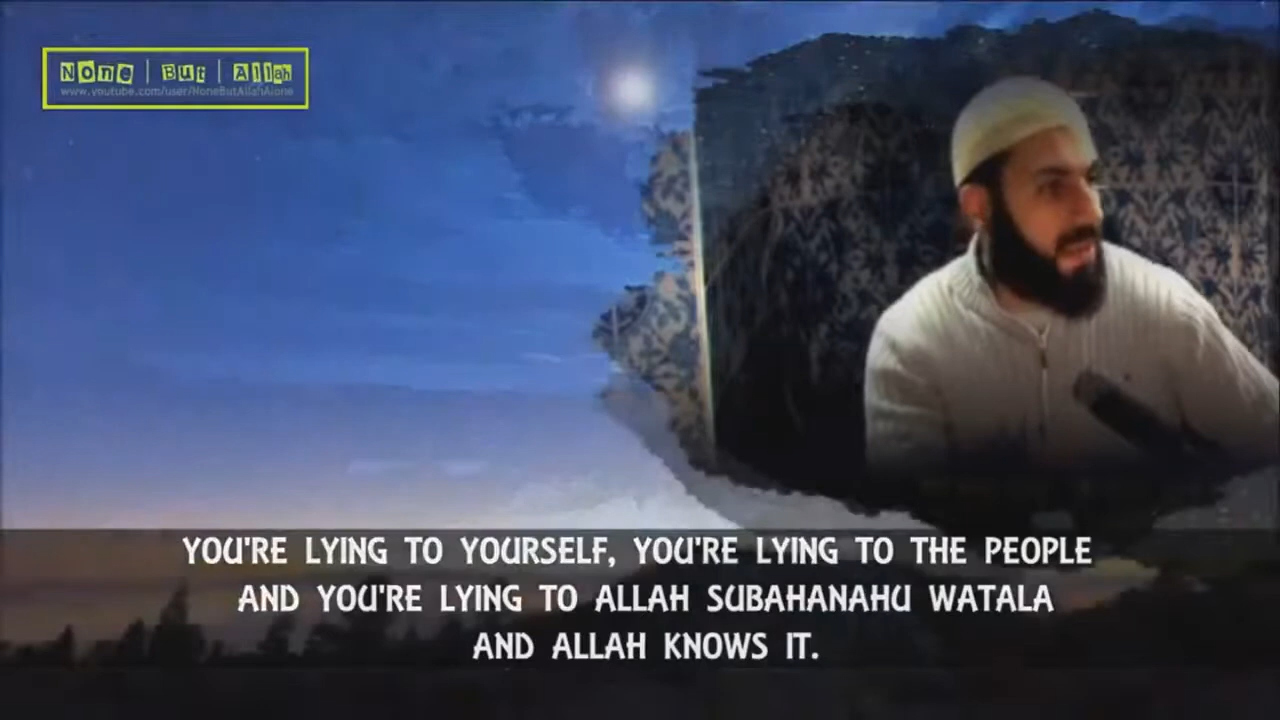 None | But | Allah
www.youtube.com/user/NoneButAllahAlone
YOU'RE LYING TO YOURSELF, YOU'RE LYING TO THE PEOPLE
AND YOU'RE LYING TO ALLAH SUBAHANAHU WATALA
AND ALLAH KNOWS IT.